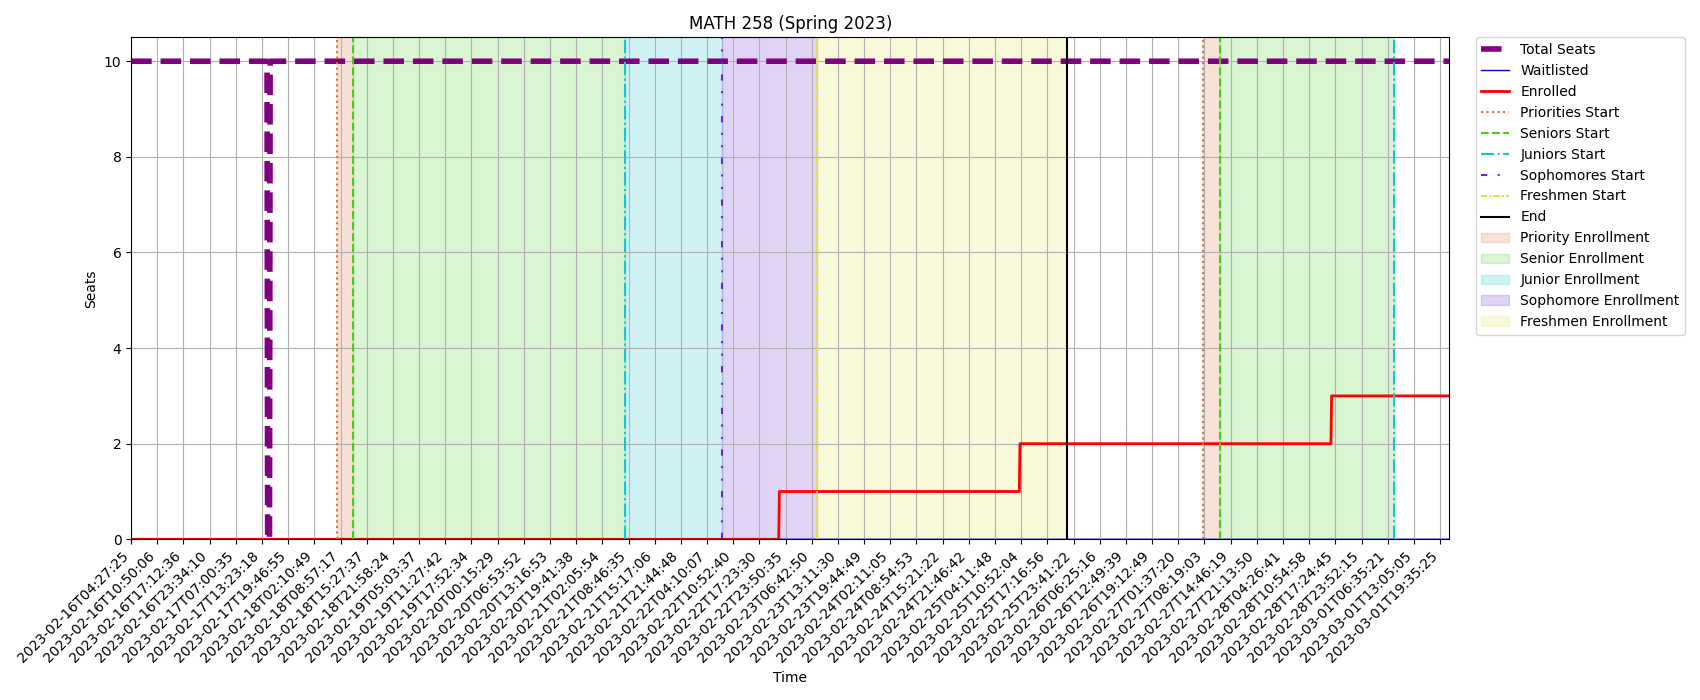 MATH 258 (Spring 2023)
10
8
6
4
2
0
Seats
2023-02-16T04:27:25
2023-02-16T10:50:06
2023-02-16T17:12:36
2023-02-16T23:34:10
2023-02-17T07:00:35
2023-02-17T13:23:18
2023-02-17T19:46:55
2023-02-18T02:10:49
2023-02-18T08:57:17
2023-02-18T15:27:37
2023-02-18T21:58:24
2023-02-19T05:03:37
2023-02-19T11:27:42
2023-02-19T17:52:34
2023-02-20T00:15:29
2023-02-20T06:53:52
2023-02-20T13:16:53
2023-02-20T19:41:38
2023-02-21T02:05:54
2023-02-21T08:46:35
2023-02-21T15:17:06
2023-02-21T21:44:48
2023-02-22T04:10:07
2023-02-22T10:52:40
2023-02-22T17:23:30
2023-02-22T23:50:35
2023-02-23T06:42:50
2023-02-23T13:11:30
2023-02-23T19:44:49
2023-02-24T02:11:05
2023-02-24T08:54:53
2023-02-24T15:21:22
2023-02-24T21:46:42
2023-02-25T04:11:48
2023-02-25T10:52:04
2023-02-25T17:16:56
2023-02-25T23:41:22
2023-02-26T06:25:16
2023-02-26T12:49:39
2023-02-26T19:12:49
2023-02-27T01:37:20
2023-02-27T08:19:03
2023-02-27T14:46:19
2023-02-27T21:13:50
2023-02-28T04:26:41
2023-02-28T10:54:58
2023-02-28T17:24:45
2023-02-28T23:52:15
2023-03-01T06:35:21
2023-03-01T13:05:05
2023-03-01T19:35:25
Time
Total Seats
Waitlisted
Enrolled
Priorities Start
Seniors Start
Juniors Start
Sophomores Start
Freshmen Start
End
Priority Enrollment
Senior Enrollment
Junior Enrollment
Sophomore Enrollment
Freshmen Enrollment